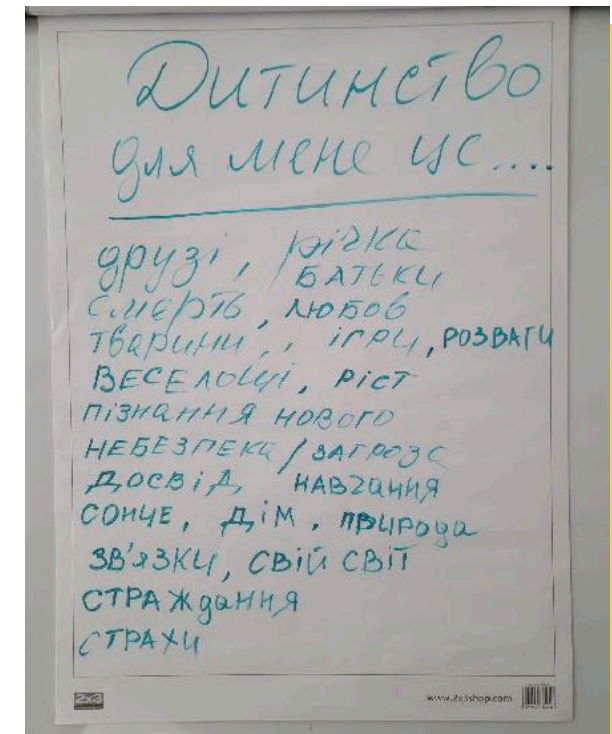 Дитинство
для мене це....
друзі, річка
БАТЬКИ
смерть, любов
тварини, , ігри, РОЗВАГИ
ВЕСЕЛОЩІ, РІСТ
пізнання нового
НЕБЕЗПЕКа/ЗАГРОЗа
ДОСВІД, НАВЧАННЯ
СОНЦЕ, ДІМ, ПРИРОДа
ЗВ'ЯЗКИ, СВІЙ СВІТ
СТРАЖДаННЯ
СТРАХИ
2x3
www.2x3shop.com